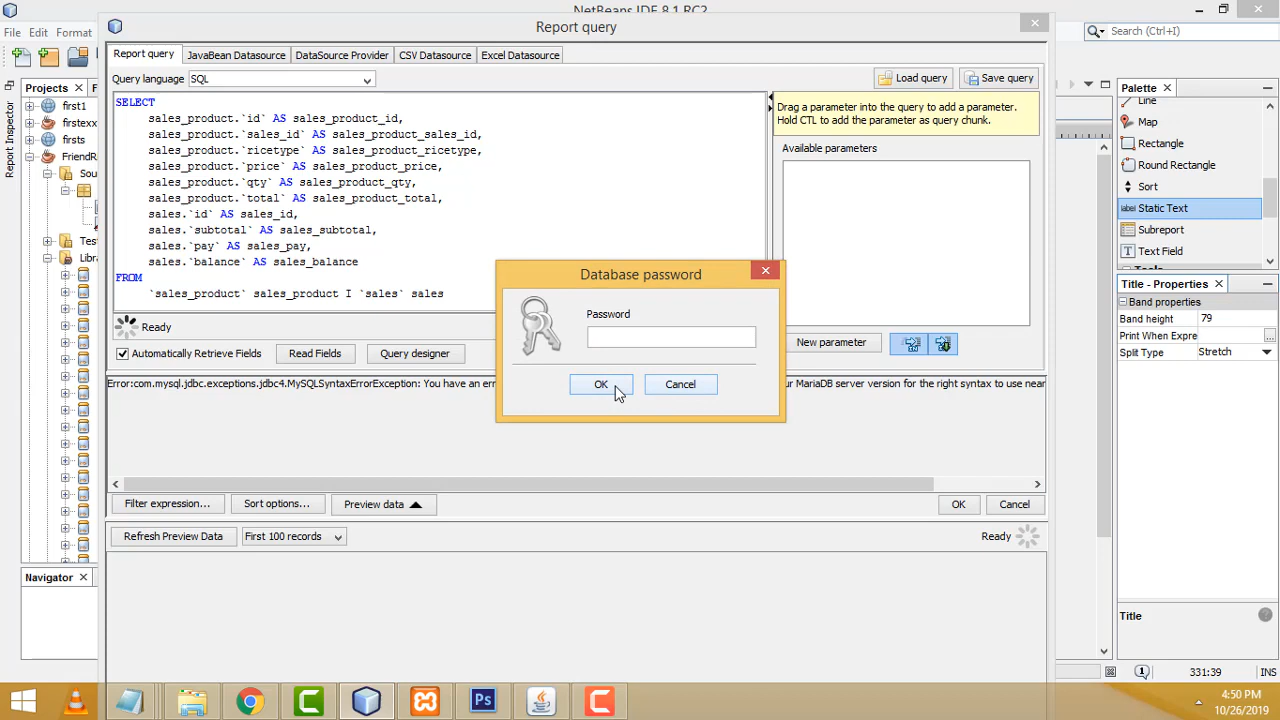 NetBeans IDE 8.1 RC2
File Edit Format
Search (Ctrl+I)
Report query
Report query
JavaBean Datasource
DataSource Provider
CSV Datasource
Excel Datasource
Query language
SQL
Load query
Save query
SELECT
sales_product.`id` AS sales_product_id,
sales_product.`sales_id` AS sales_product_sales_id,
sales_product.`ricetype` AS sales_product_ricetype,
sales_product.`price` AS sales_product_price,
sales_product.`qty` AS sales_product_qty,
sales_product.`total` AS sales_product_total,
sales.`id` AS sales_id,
sales.`subtotal` AS sales_subtotal,
sales.`pay` AS sales_pay,
sales.`balance` AS sales_balance
FROM
`sales_product` sales_product I `sales` sales
Drag a parameter into the query to add a parameter.
Hold CTL to add the parameter as query chunk.
Available parameters
Ready
Automatically Retrieve Fields
Read Fields
Query designer
New parameter
Error:com.mysql.jdbc.exceptions.jdbc4.MySQLSyntaxErrorException: You have an err
ur MariaDB server version for the right syntax to use near
Database password
Password
OK
Cancel
Filter expression...
Sort options...
Preview data
OK
Cancel
Refresh Preview Data
First 100 records
Ready
Projects
F
Report Inspector
first1
firstexx
firsts
FriendR
Sou
Tes
Libra
Navigator
Palette
Line
Map
Rectangle
Round Rectangle
Sort
Static Text
Subreport
Text Field
Title - Properties
Band properties
Band height
79
Print When Expre
...
Split Type
Stretch
Title
1
331:39
INS
Ps
4:50 PM
10/26/2019